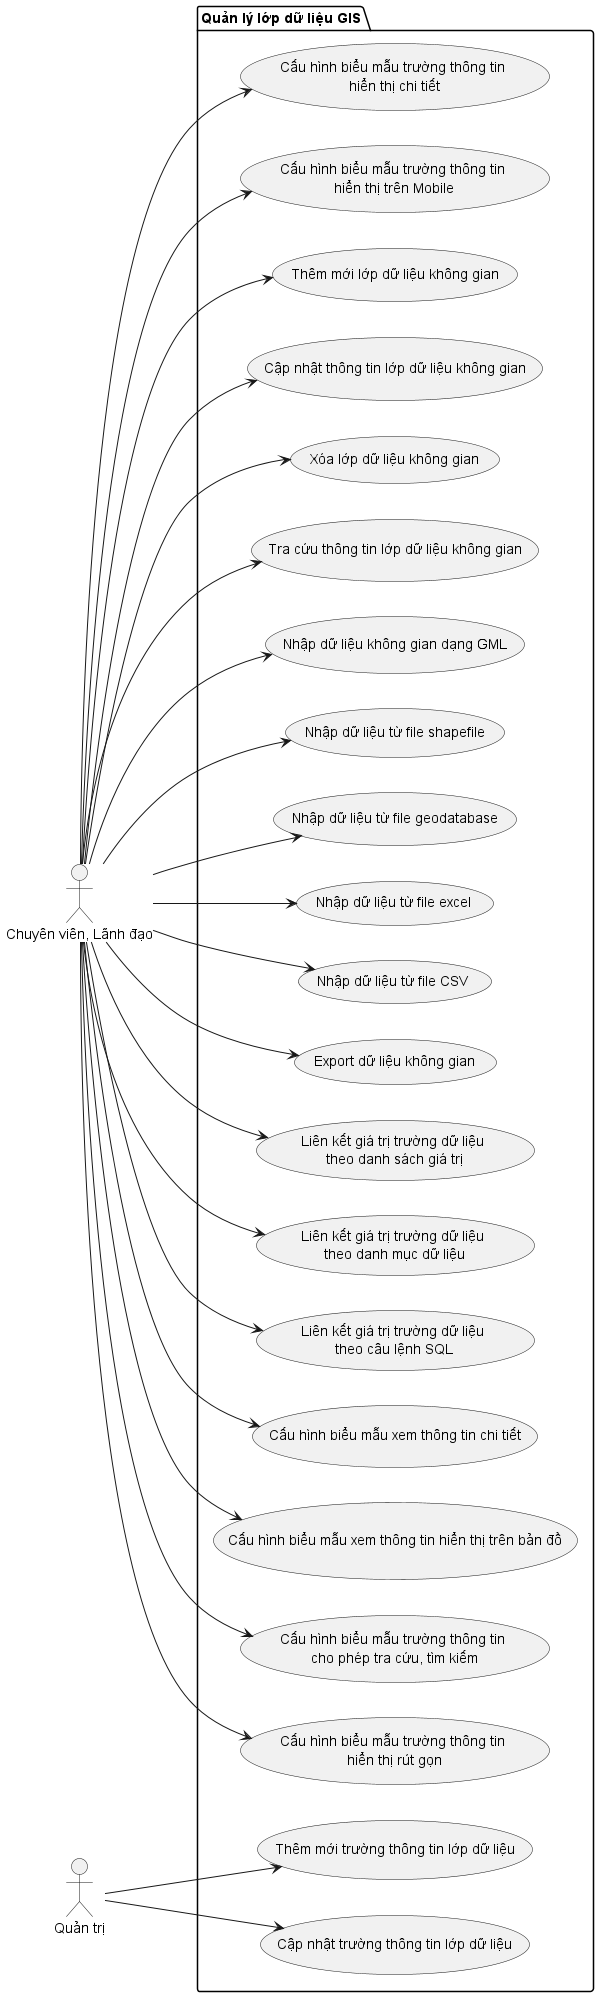 Quản lý lớp dữ liệu GIS
Cấu hình biểu mẫu trường thông tin
hiển thị chi tiết
Cấu hình biểu mẫu trường thông tin
hiển thị trên Mobile
Thêm mới lớp dữ liệu không gian
Cập nhật thông tin lớp dữ liệu không gian
Xóa lớp dữ liệu không gian
Tra cứu thông tin lớp dữ liệu không gian
Nhập dữ liệu không gian dạng GML
Nhập dữ liệu từ file shapefile
Nhập dữ liệu từ file geodatabase
Nhập dữ liệu từ file excel
Chuyên viên, Lãnh đạo
Nhập dữ liệu từ file CSV
Export dữ liệu không gian
Liên kết giá trị trường dữ liệu
theo danh sách giá trị
Liên kết giá trị trường dữ liệu
theo danh mục dữ liệu
Liên kết giá trị trường dữ liệu
theo câu lệnh SQL
Cấu hình biểu mẫu xem thông tin chi tiết
Cấu hình biểu mẫu xem thông tin hiển thị trên bản đồ
Cấu hình biểu mẫu trường thông tin
cho phép tra cứu, tìm kiếm
Cấu hình biểu mẫu trường thông tin
hiển thị rút gọn
Thêm mới trường thông tin lớp dữ liệu
Quản trị
Cập nhật trường thông tin lớp dữ liệu